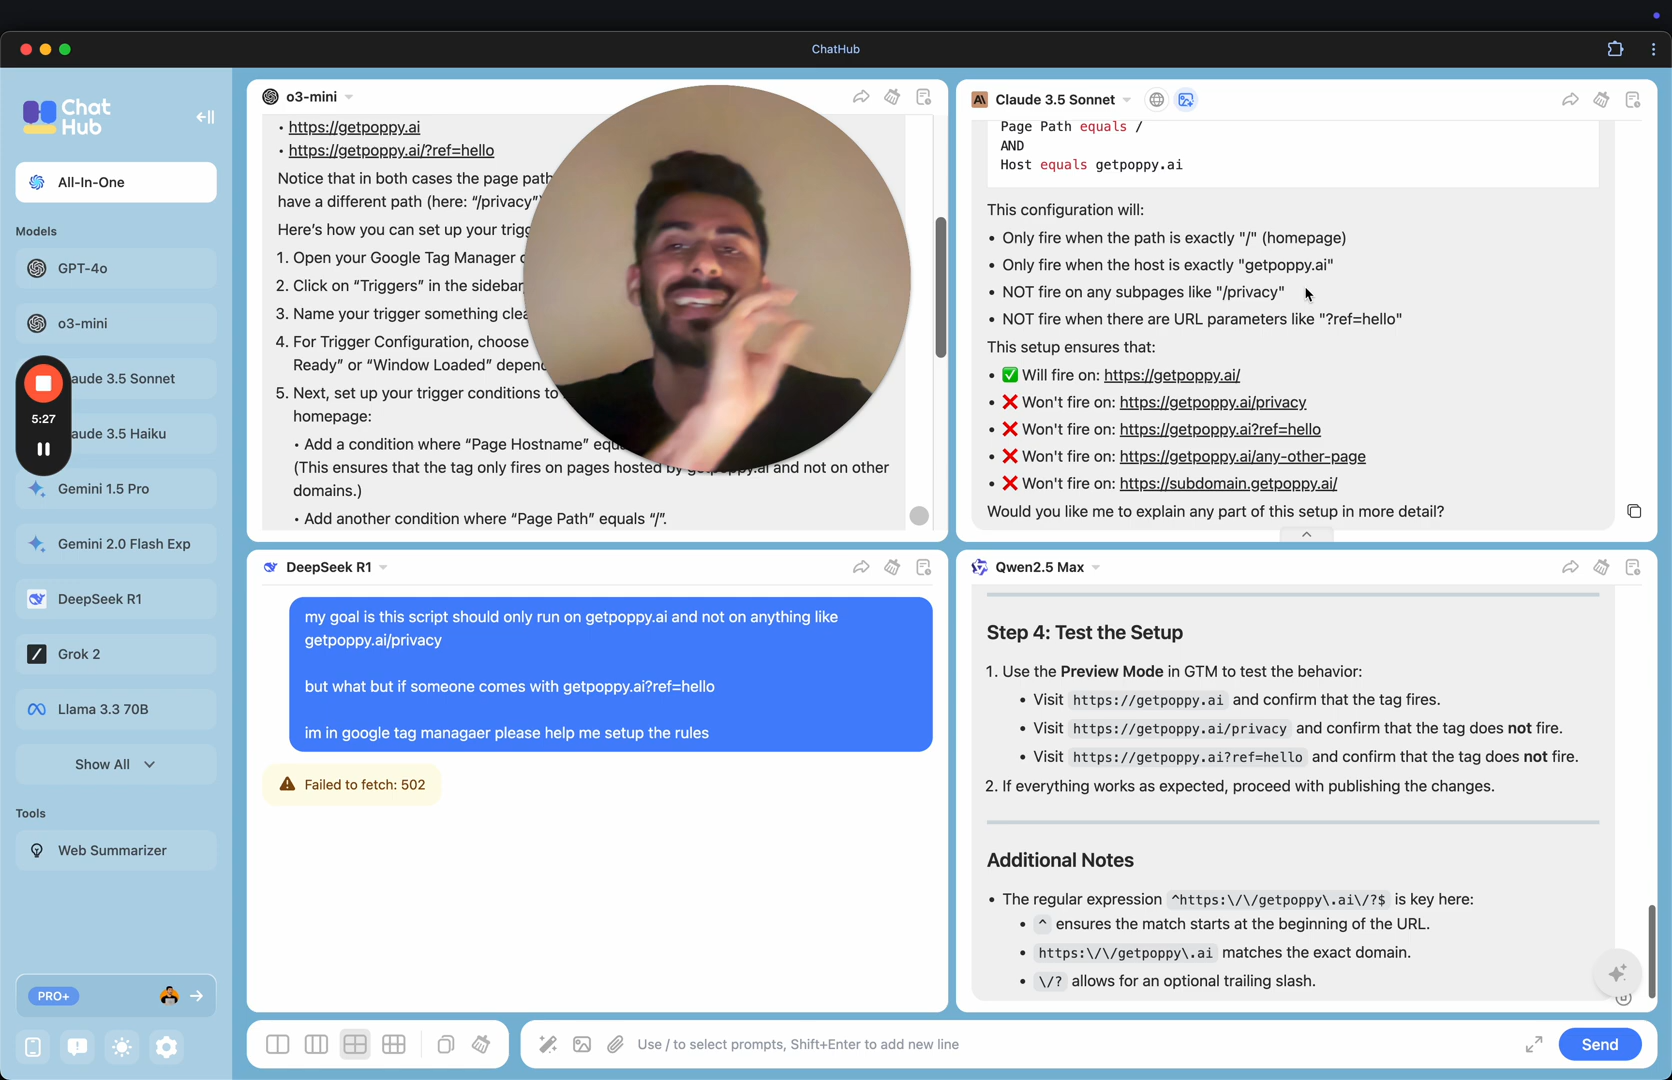 ChatHub
Chat
Hub
All-In-One
Models
GPT-4o
o3-mini
aude 3.5 Sonnet
5:27
aude 3.5 Haiku
Gemini 1.5 Pro
Gemini 2.0 Flash Exp
DeepSeek R1
Grok 2
Llama 3.3 70B
Show All
Tools
Web Summarizer
PRO+
o3-mini
• https://getpoppy.ai
• https://getpoppy.ai/?ref=hello
Notice that in both cases the page path
have a different path (here: “/privacy”)
Here’s how you can set up your trigg
1. Open your Google Tag Manager
2. Click on “Triggers” in the sidebar
3. Name your trigger something clea
4. For Trigger Configuration, choose
Ready” or “Window Loaded” depen
5. Next, set up your trigger conditions to
homepage:
• Add a condition where “Page Hostname” equ
(This ensures that the tag only fires on pages hosted by getpoppy.ai and not on other
domains.)
• Add another condition where “Page Path” equals “/”.
Claude 3.5 Sonnet
Page Path equals /
AND
Host equals getpoppy.ai
This configuration will:
• Only fire when the path is exactly "/" (homepage)
• Only fire when the host is exactly "getpoppy.ai"
• NOT fire on any subpages like "/privacy"
• NOT fire when there are URL parameters like "?ref=hello"
This setup ensures that:
• ✅ Will fire on: https://getpoppy.ai/
• ❌ Won't fire on: https://getpoppy.ai/privacy
• ❌ Won't fire on: https://getpoppy.ai?ref=hello
• ❌ Won't fire on: https://getpoppy.ai/any-other-page
• ❌ Won't fire on: https://subdomain.getpoppy.ai/
Would you like me to explain any part of this setup in more detail?
DeepSeek R1
my goal is this script should only run on getpoppy.ai and not on anything like
getpoppy.ai/privacy
but what but if someone comes with getpoppy.ai?ref=hello
im in google tag managaer please help me setup the rules
Failed to fetch: 502
Qwen2.5 Max
Step 4: Test the Setup
1. Use the Preview Mode in GTM to test the behavior:
• Visit https://getpoppy.ai and confirm that the tag fires.
• Visit https://getpoppy.ai/privacy and confirm that the tag does not fire.
• Visit https://getpoppy.ai?ref=hello and confirm that the tag does not fire.
2. If everything works as expected, proceed with publishing the changes.
Additional Notes
• The regular expression ^https:\/\/getpoppy\.ai\/?$ is key here:
• ^ ensures the match starts at the beginning of the URL.
• https:\/\/getpoppy\.ai matches the exact domain.
• \/? allows for an optional trailing slash.
Use / to select prompts, Shift+Enter to add new line
Send